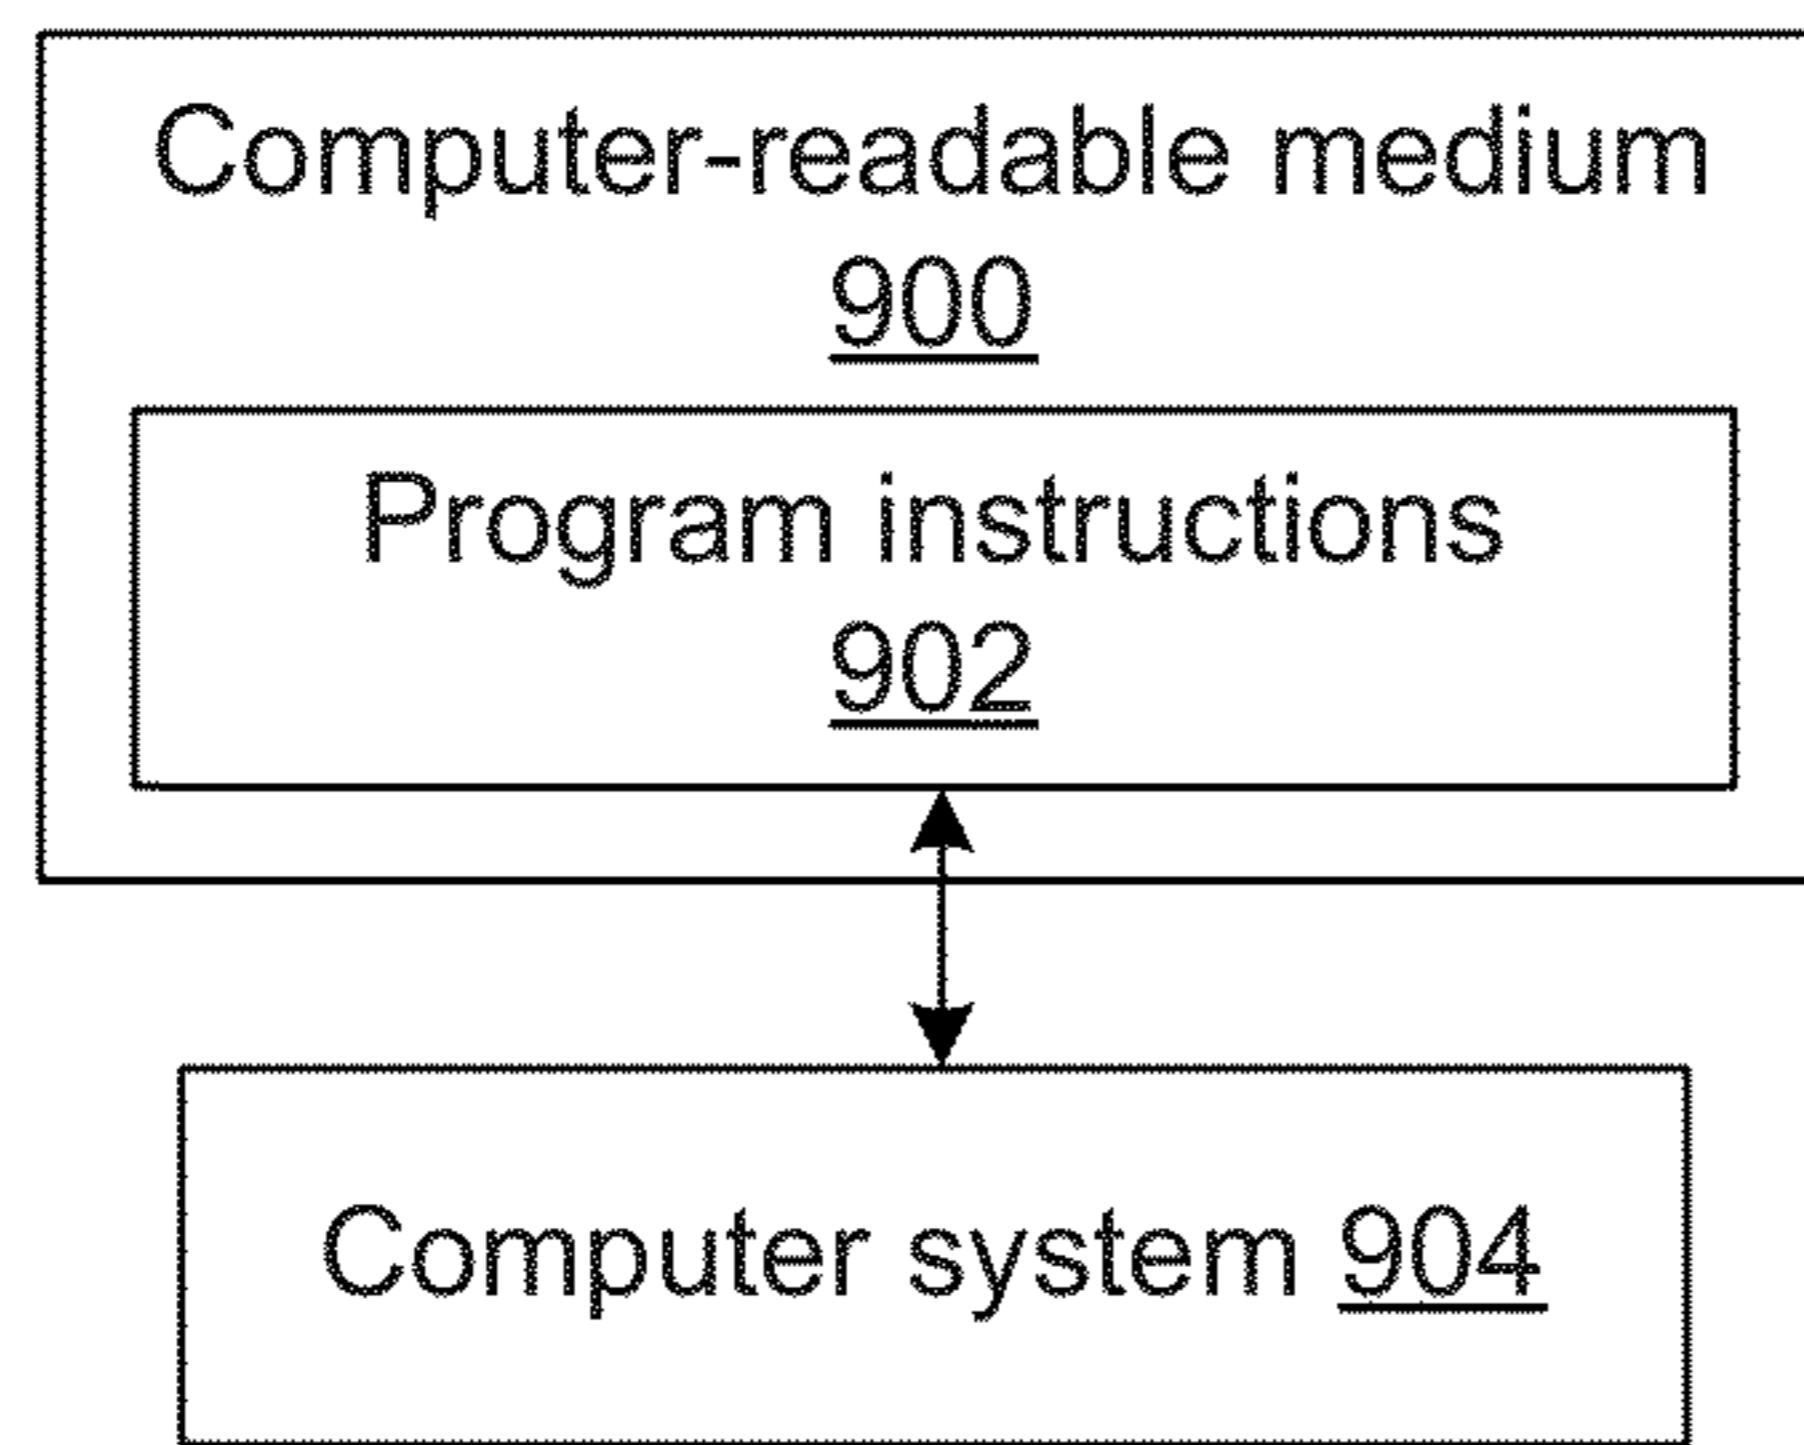 Computer-readable medium
900
Program instructions
902
Computer system 904